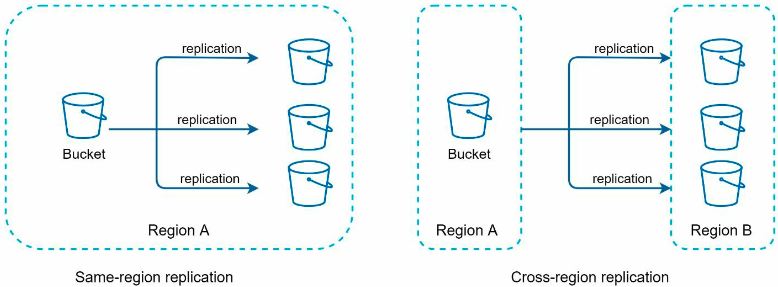 replication
replication
Bucket
replication
Region A
Same-region replication
replication
replication
Bucket
replication
Region A
Region B
Cross-region replication